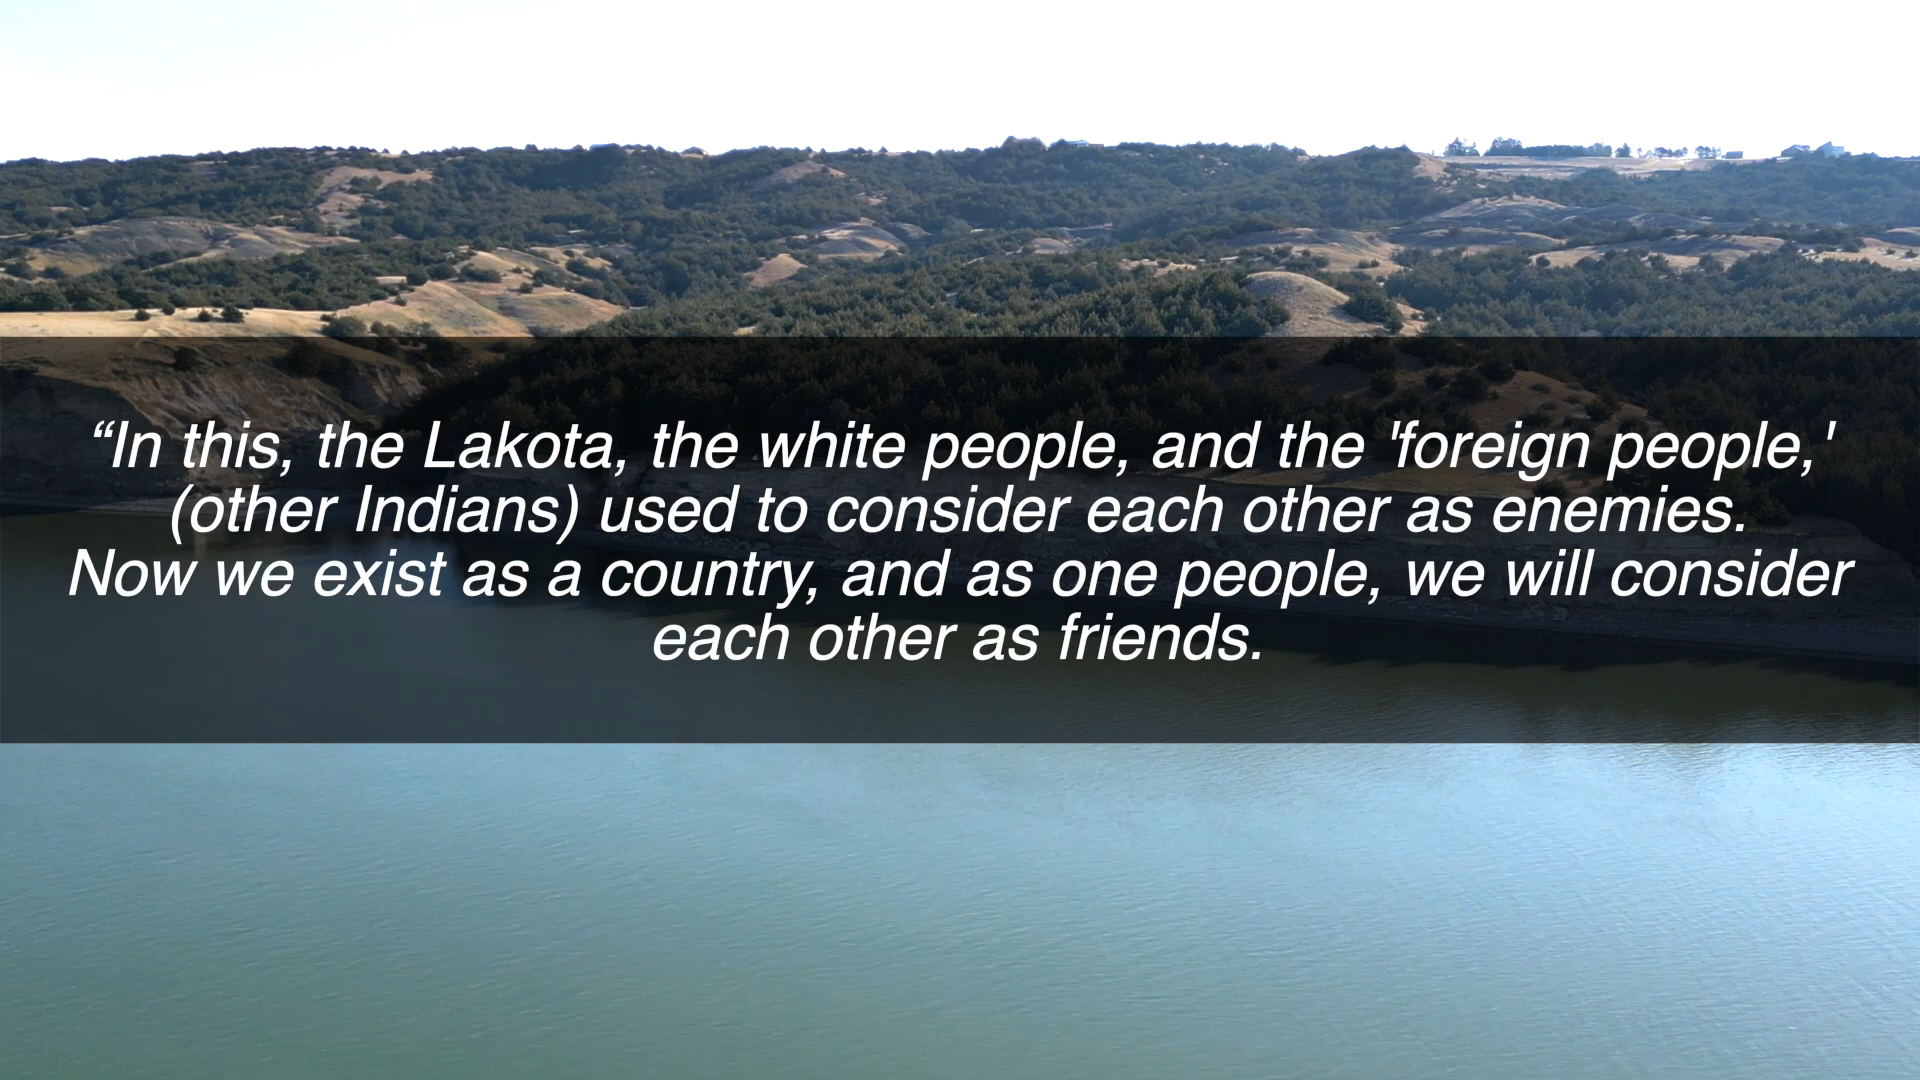 “In this, the Lakota, the white people, and the 'foreign people,'
(other Indians) used to consider each other as enemies.
Now we exist as a country, and as one people, we will consider
each other as friends.